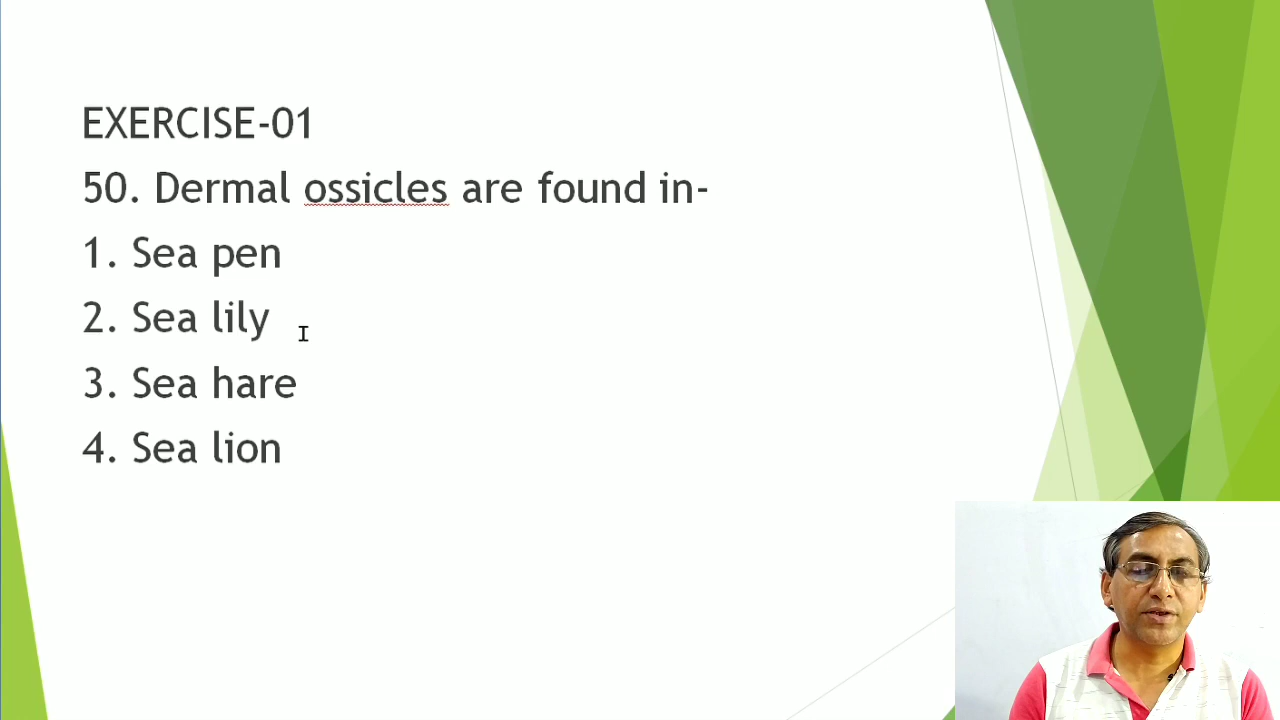 EXERCISE-01
50. Dermal ossicles are found in-
1. Sea pen
2. Sea lily
3. Sea hare
4. Sea lion